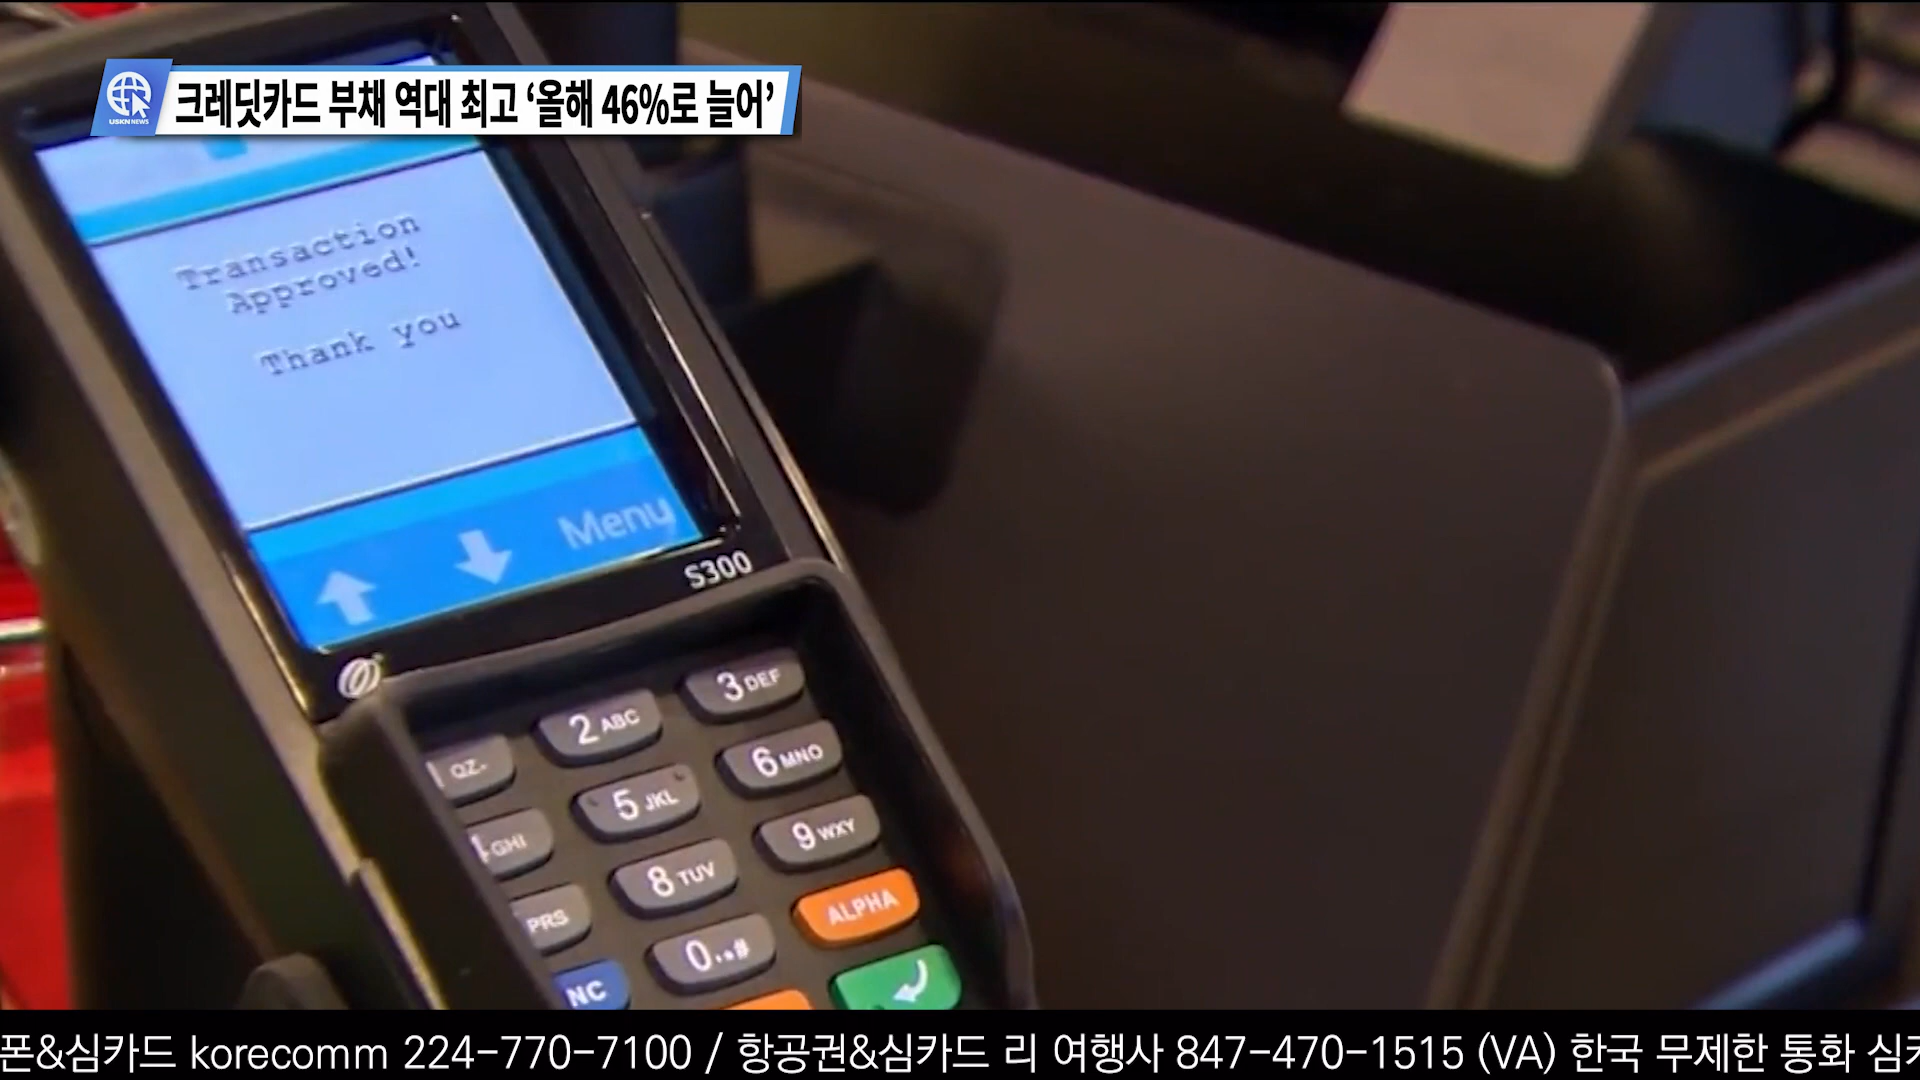 USKN NEWS
크레딧카드 부채 역대 최고 ‘올해 46%로 늘어’
Transaction
Approved!
Thank you
Menu
S300
2 ABC
3 DEF
QZ.
5 JKL
6 MNO
4 GHI
8 TUV
9 WXY
PRS
0 ..#
ALPHA
NC
폰&심카드 korecomm 224-770-7100 / 항공권&심카드 리 여행사 847-470-1515 (VA) 한국 무제한 통화 심카